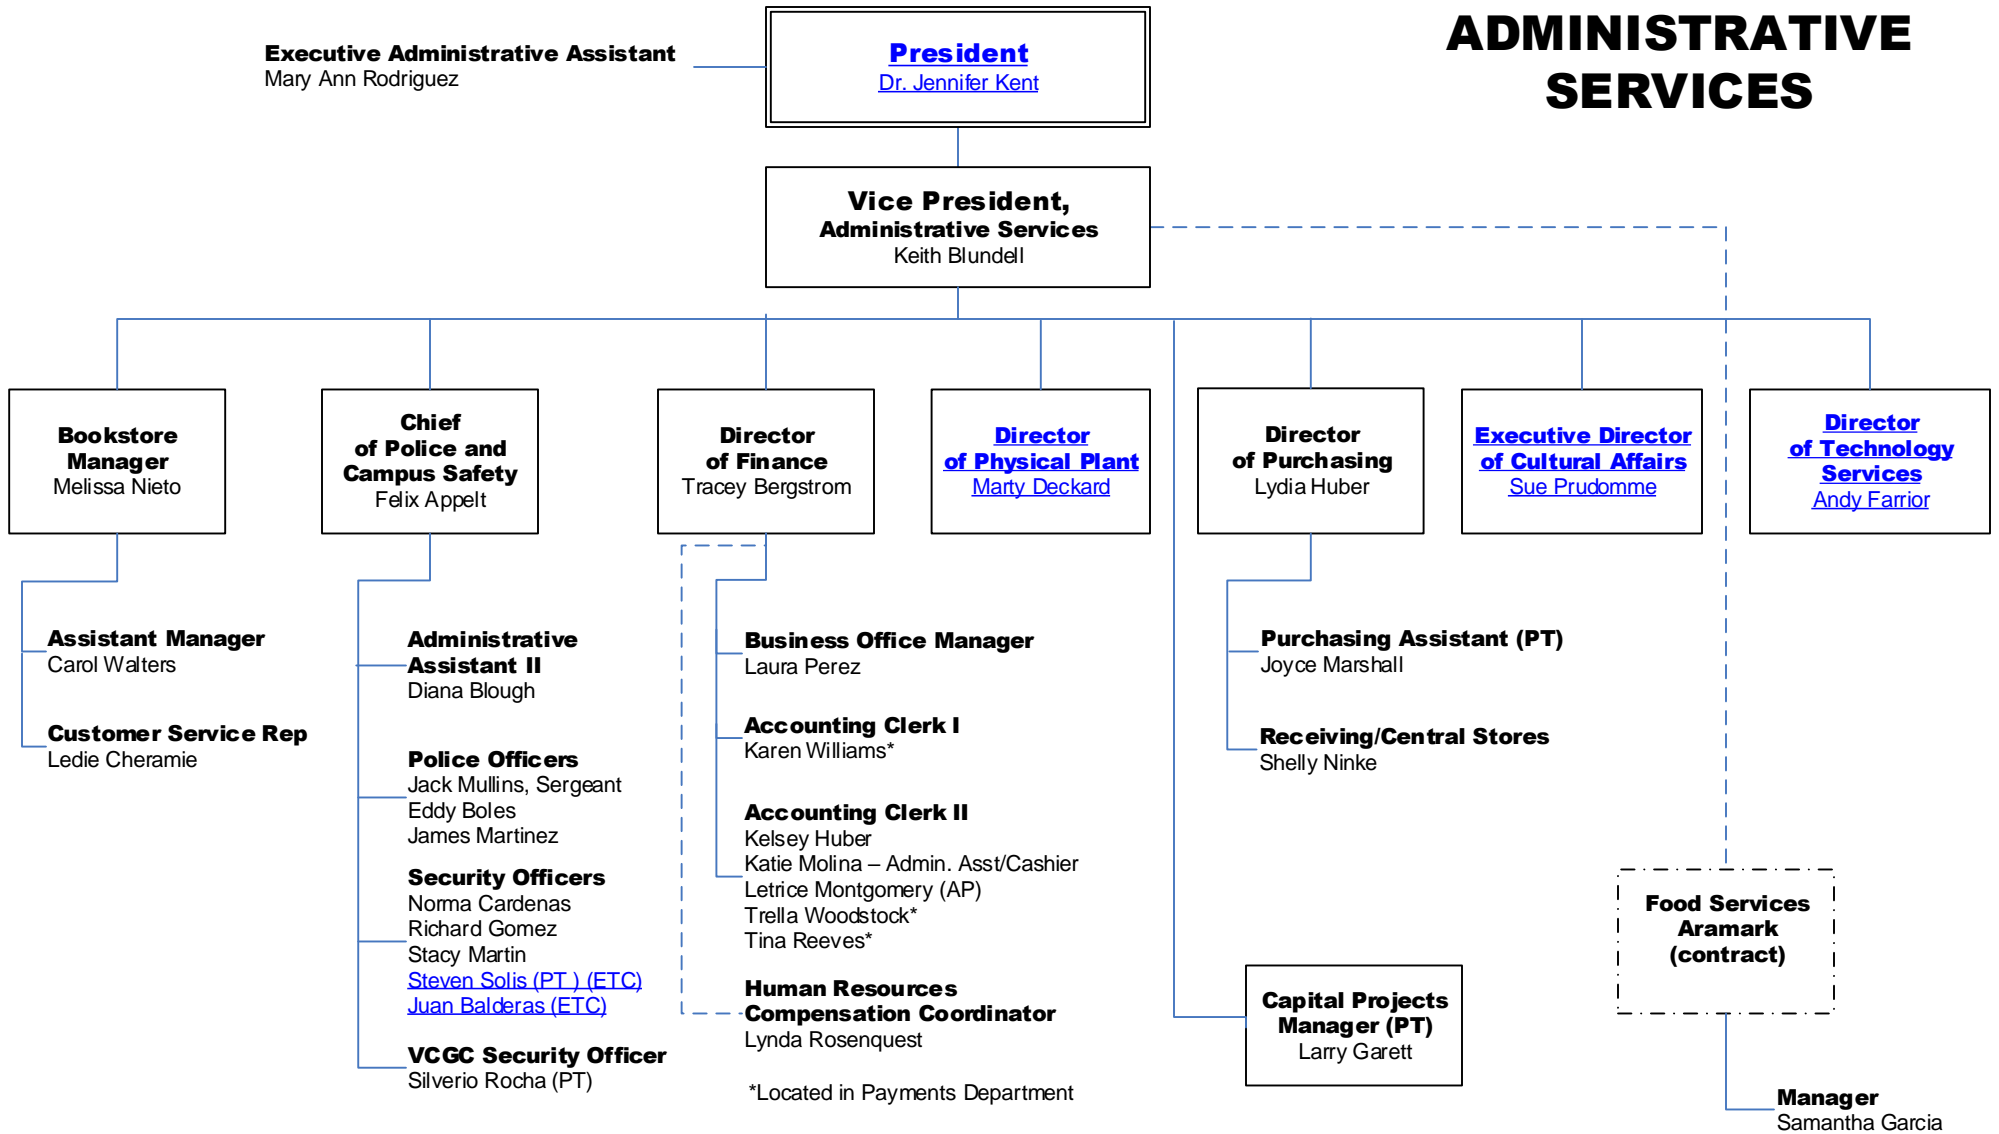 ADMINISTRATIVE
SERVICES
Executive Administrative Assistant
Mary Ann Rodriguez
President
Dr. Jennifer Kent
Vice President,
Administrative Services
Keith Blundell
Bookstore
Manager
Melissa Nieto
Chief
of Police and
Campus Safety
Felix Appelt
Director
of Finance
Tracey Bergstrom
Director
of Physical Plant
Marty Deckard
Director
of Purchasing
Lydia Huber
Executive Director
of Cultural Affairs
Sue Prudomme
Director
of Technology
Services
Andy Farrior
Assistant Manager
Carol Walters
Customer Service Rep
Ledie Cheramie
Administrative
Assistant II
Diana Blough
Police Officers
Jack Mullins, Sergeant
Eddy Boles
James Martinez
Security Officers
Norma Cardenas
Richard Gomez
Stacy Martin
Steven Solis (PT ) (ETC)
Juan Balderas (ETC)
VCGC Security Officer
Silverio Rocha (PT)
Business Office Manager
Laura Perez
Accounting Clerk I
Karen Williams*
Accounting Clerk II
Kelsey Huber
Katie Molina – Admin. Asst/Cashier
Letrice Montgomery (AP)
Trella Woodstock*
Tina Reeves*
Human Resources
Compensation Coordinator
Lynda Rosenquest
*Located in Payments Department
Purchasing Assistant (PT)
Joyce Marshall
Receiving/Central Stores
Shelly Ninke
Capital Projects
Manager (PT)
Larry Garett
Food Services
Aramark
(contract)
Manager
Samantha Garcia